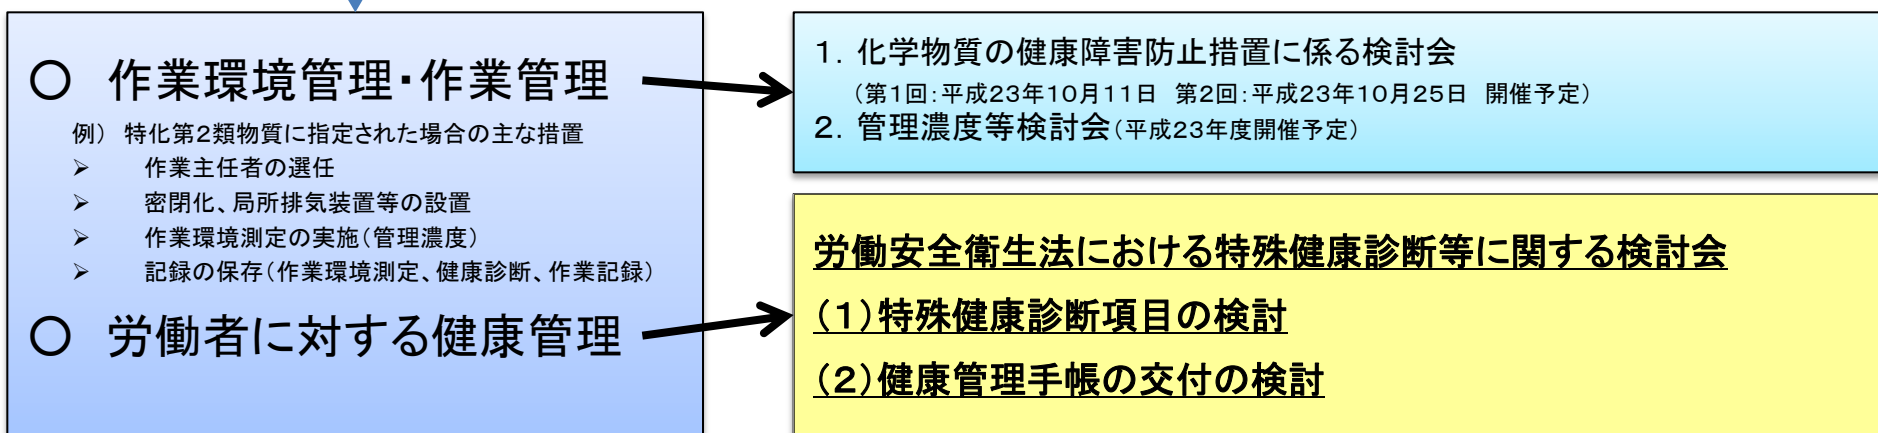 ○ 作業環境管理・作業管理
例） 特化第２類物質に指定された場合の主な措置
➢ 作業主任者の選任
➢ 密閉化、局所排気装置等の設置
➢ 作業環境測定の実施（管理濃度）
➢ 記録の保存（作業環境測定、健康診断、作業記録）
○ 労働者に対する健康管理
１．化学物質の健康障害防止措置に係る検討会
（第１回：平成２３年１０月１１日 第２回：平成２３年１０月２５日 開催予定）
２．管理濃度等検討会（平成２３年度開催予定）
労働安全衛生法における特殊健康診断等に関する検討会
（１）特殊健康診断項目の検討
（２）健康管理手帳の交付の検討